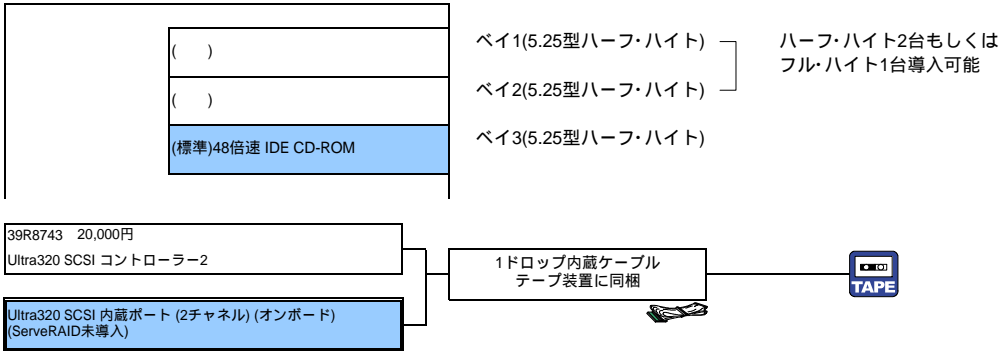 ( )
( )
(標準)48倍速 IDE CD-ROM
ベイ1(5.25型ハーフ・ハイト)
ベイ2(5.25型ハーフ・ハイト)
ベイ3(5.25型ハーフ・ハイト)
ハーフ・ハイト2台もしくは
フル・ハイト1台導入可能
39R8743 20,000円
Ultra320 SCSI コントローラー2
Ultra320 SCSI 内蔵ポート (2チャネル) (オンボード)
(ServeRAID未導入)
1ドロップ内蔵ケーブル
テープ装置に同梱
TAPE